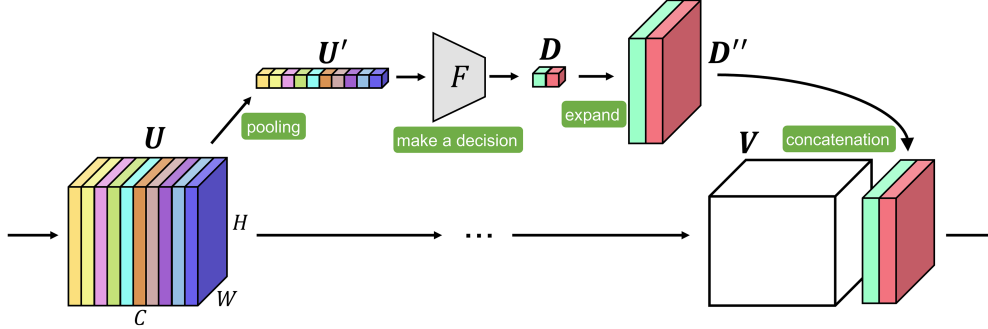 U'
F
D
D''
pooling
make a decision
expand
U
V
concatenation
H
...
W
C